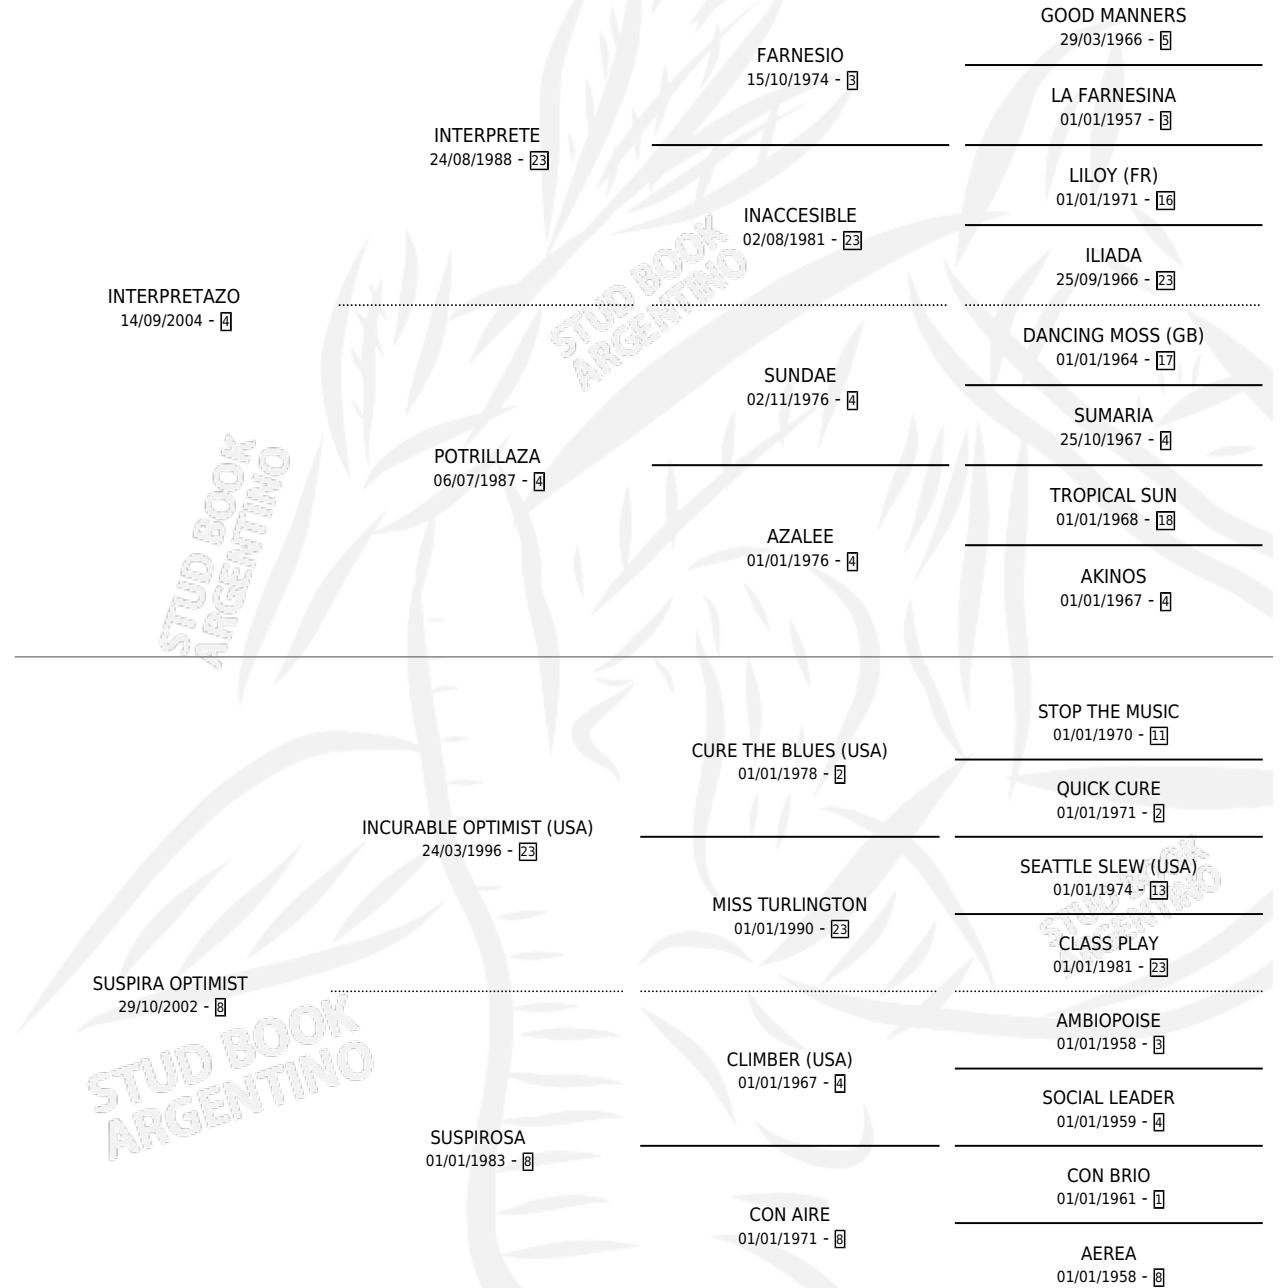 GOOD MANNERS
29/03/1966 - 5
FARNESIO
15/10/1974 - 3
LA FARNESINA
01/01/1957 - 3
INTERPRETE
24/08/1988 - 23
LILOY (FR)
01/01/1971 - 16
INACCESIBLE
02/08/1981 - 23
ILIADA
25/09/1966 - 23
INTERPRETAZO
14/09/2004 - 4
DANCING MOSS (GB)
01/01/1964 - 17
SUNDAE
02/11/1976 - 4
SUMARIA
25/10/1967 - 4
POTRILLAZA
06/07/1987 - 4
TROPICAL SUN
01/01/1968 - 18
AZALEE
01/01/1976 - 4
AKINOS
01/01/1967 - 4
STUD BOOK
ARGENTINO
STUD BOOK
ARGENTINO
STOP THE MUSIC
01/01/1970 - 11
CURE THE BLUES (USA)
01/01/1978 - 2
QUICK CURE
01/01/1971 - 2
INCURABLE OPTIMIST (USA)
24/03/1996 - 23
SEATTLE SLEW (USA)
01/01/1974 - 13
MISS TURLINGTON
01/01/1990 - 23
CLASS PLAY
01/01/1981 - 23
STUD BOOK
ARGENTINO
SUSPIRA OPTIMIST
29/10/2002 - 8
AMBIOPOISE
01/01/1958 - 3
CLIMBER (USA)
01/01/1967 - 4
SOCIAL LEADER
01/01/1959 - 4
STUD BOOK
ARGENTINO
SUSPIROSA
01/01/1983 - 8
CON BRIO
01/01/1961 - 1
CON AIRE
01/01/1971 - 8
AEREA
01/01/1958 - 8